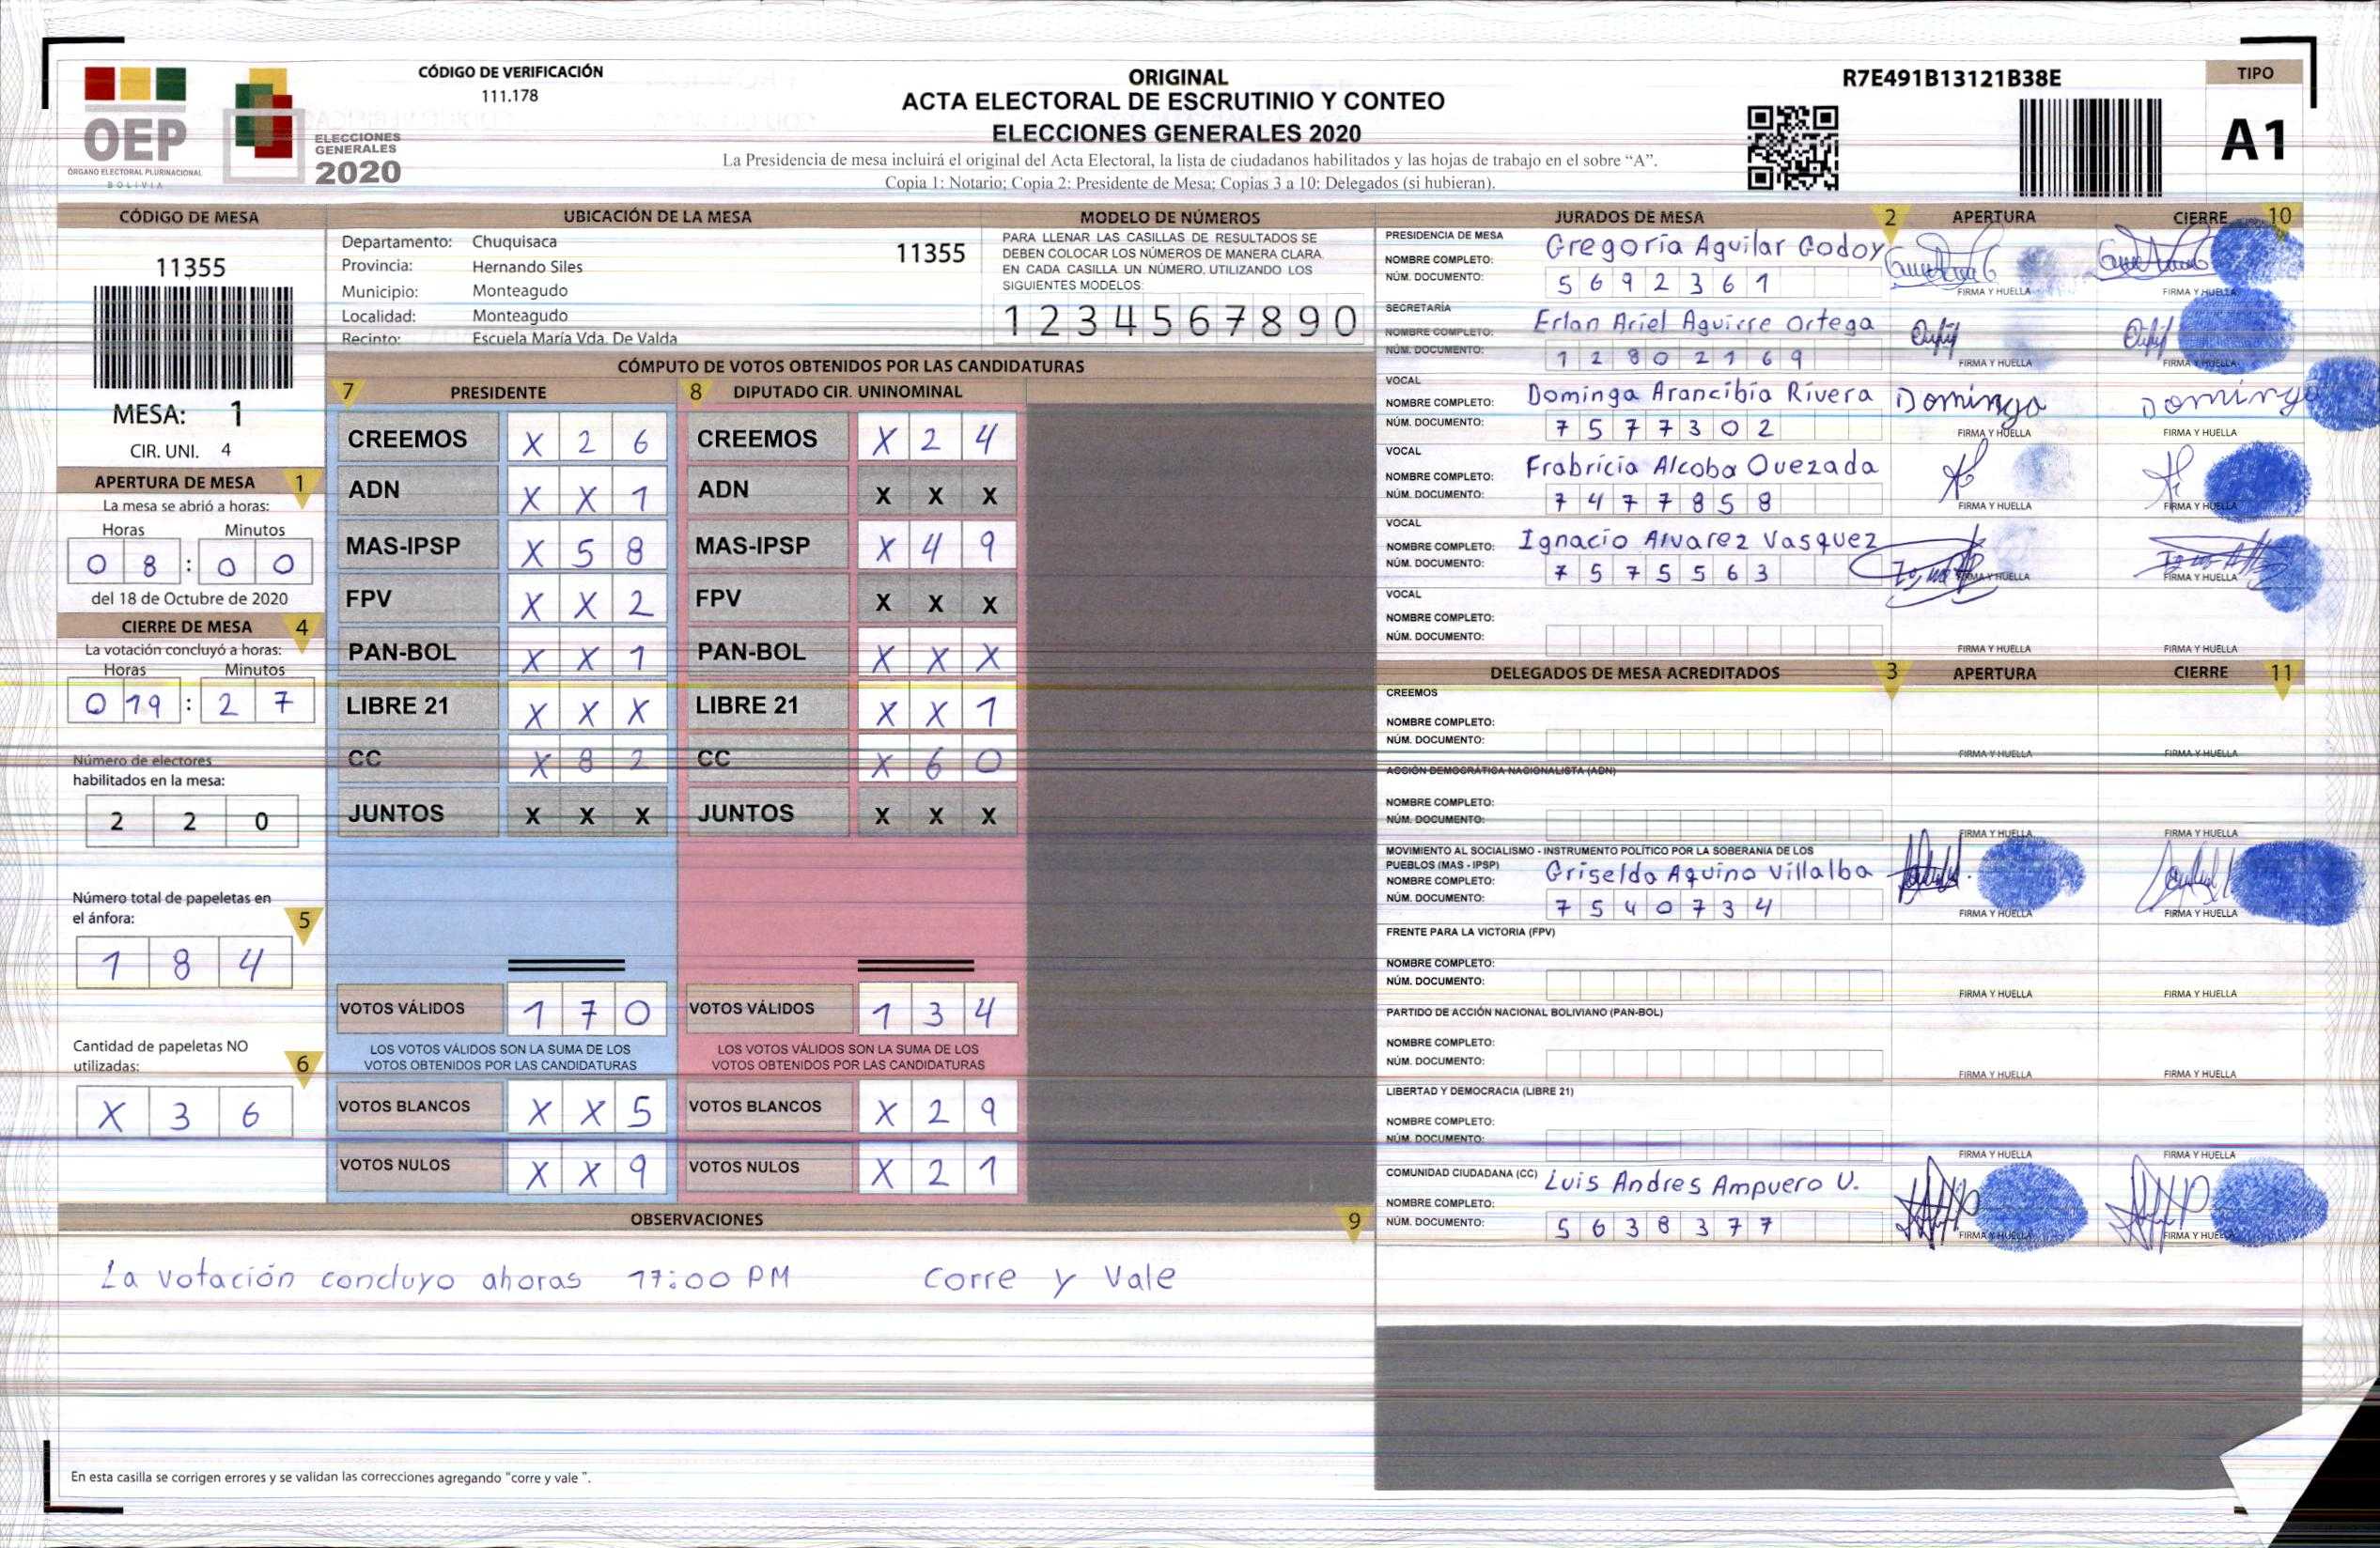 OEP
ÓRGANO ELECTORAL PLURINACIONAL
BOLIVIA
ELECCIONES
GENERALES
2020
CÓDIGO DE VERIFICACIÓN
111.178
ORIGINAL
ACTA ELECTORAL DE ESCRUTINIO Y CONTEO
ELECCIONES GENERALES 2020
La Presidencia de mesa incluirá el original del Acta Electoral, la lista de ciudadanos habilitados y las hojas de trabajo en el sobre “A”.
Copia 1: Notario; Copia 2: Presidente de Mesa; Copias 3 a 10: Delegados (si hubieran).
R7E491B13121B38E
TIPO
A1
CÓDIGO DE MESA
11355
MESA: 1
CIR. UNI. 4
APERTURA DE MESA 1
La mesa se abrió a horas:
Horas Minutos
0 8 : 0 0
del 18 de Octubre de 2020
CIERRE DE MESA 4
La votación concluyó a horas:
Horas Minutos
0 19 : 2 7
Número de electores
habilitados en la mesa:
2 2 0
Número total de papeletas en
el ánfora: 5
1 8 4
Cantidad de papeletas NO
utilizadas: 6
X 3 6
UBICACIÓN DE LA MESA
Departamento: Chuquisaca 11355
Provincia: Hernando Siles
Municipio: Monteagudo
Localidad: Monteagudo
Recinto: Escuela María Vda. De Valda
MODELO DE NÚMEROS
PARA LLENAR LAS CASILLAS DE RESULTADOS SE
DEBEN COLOCAR LOS NÚMEROS DE MANERA CLARA.
EN CADA CASILLA UN NÚMERO, UTILIZANDO LOS
SIGUIENTES MODELOS:
1 2 3 4 5 6 7 8 9 0
CÓMPUTO DE VOTOS OBTENIDOS POR LAS CANDIDATURAS
7 PRESIDENTE 8 DIPUTADO CIR. UNINOMINAL
CREEMOS X 2 6 CREEMOS X 2 4
ADN X X 1 ADN X X X
MAS-IPSP X 5 8 MAS-IPSP X 4 9
FPV X X 2 FPV X X X
PAN-BOL X X 1 PAN-BOL X X X
LIBRE 21 X X X LIBRE 21 X X 1
CC X 8 2 CC X 6 0
JUNTOS X X X JUNTOS X X X
VOTOS VÁLIDOS 1 7 0 VOTOS VÁLIDOS 1 3 4
LOS VOTOS VÁLIDOS SON LA SUMA DE LOS LOS VOTOS VÁLIDOS SON LA SUMA DE LOS
VOTOS OBTENIDOS POR LAS CANDIDATURAS VOTOS OBTENIDOS POR LAS CANDIDATURAS
VOTOS BLANCOS X X 5 VOTOS BLANCOS X 2 9
VOTOS NULOS X X 9 VOTOS NULOS X 2 1
OBSERVACIONES 9
La votación concluyo ahoras 17:00 PM Corre y Vale
En esta casilla se corrigen errores y se validan las correcciones agregando "corre y vale ".
JURADOS DE MESA 2 APERTURA CIERRE 10
PRESIDENCIA DE MESA
NOMBRE COMPLETO: Gregoria Aguilar Godoy
NÚM. DOCUMENTO: 5 6 9 2 3 6 1
FIRMA Y HUELLA FIRMA Y HUELLA
SECRETARÍA
NOMBRE COMPLETO: Erlan Ariel Aguirre Ortega
NÚM. DOCUMENTO: 1 2 8 0 2 1 6 9
FIRMA Y HUELLA FIRMA Y HUELLA
VOCAL
NOMBRE COMPLETO: Dominga Arancibia Rivera Dominga Dominga
NÚM. DOCUMENTO: 7 5 7 7 3 0 2
FIRMA Y HUELLA FIRMA Y HUELLA
VOCAL
NOMBRE COMPLETO: Frabricia Alcoba Quezada
NÚM. DOCUMENTO: 7 4 7 7 8 5 8
FIRMA Y HUELLA FIRMA Y HUELLA
VOCAL
NOMBRE COMPLETO: Ignacio Alvarez Vasquez
NÚM. DOCUMENTO: 7 5 7 5 5 6 3
FIRMA Y HUELLA FIRMA Y HUELLA
VOCAL
NOMBRE COMPLETO:
NÚM. DOCUMENTO:
FIRMA Y HUELLA FIRMA Y HUELLA
DELEGADOS DE MESA ACREDITADOS 3 APERTURA CIERRE 11
CREEMOS
NOMBRE COMPLETO:
NÚM. DOCUMENTO:
FIRMA Y HUELLA FIRMA Y HUELLA
ACCIÓN DEMOCRÁTICA NACIONALISTA (ADN)
NOMBRE COMPLETO:
NÚM. DOCUMENTO:
FIRMA Y HUELLA FIRMA Y HUELLA
MOVIMIENTO AL SOCIALISMO - INSTRUMENTO POLÍTICO POR LA SOBERANIA DE LOS
PUEBLOS (MAS - IPSP)
NOMBRE COMPLETO: Griselda Aquino Villalba
NÚM. DOCUMENTO: 7 5 4 0 7 3 4
FIRMA Y HUELLA FIRMA Y HUELLA
FRENTE PARA LA VICTORIA (FPV)
NOMBRE COMPLETO:
NÚM. DOCUMENTO:
FIRMA Y HUELLA FIRMA Y HUELLA
PARTIDO DE ACCIÓN NACIONAL BOLIVIANO (PAN-BOL)
NOMBRE COMPLETO:
NÚM. DOCUMENTO:
FIRMA Y HUELLA FIRMA Y HUELLA
LIBERTAD Y DEMOCRACIA (LIBRE 21)
NOMBRE COMPLETO:
NÚM. DOCUMENTO:
FIRMA Y HUELLA FIRMA Y HUELLA
COMUNIDAD CIUDADANA (CC) Luis Andres Ampuero U.
NOMBRE COMPLETO:
NÚM. DOCUMENTO: 5 6 3 8 3 7 7
FIRMA Y HUELLA FIRMA Y HUELLA